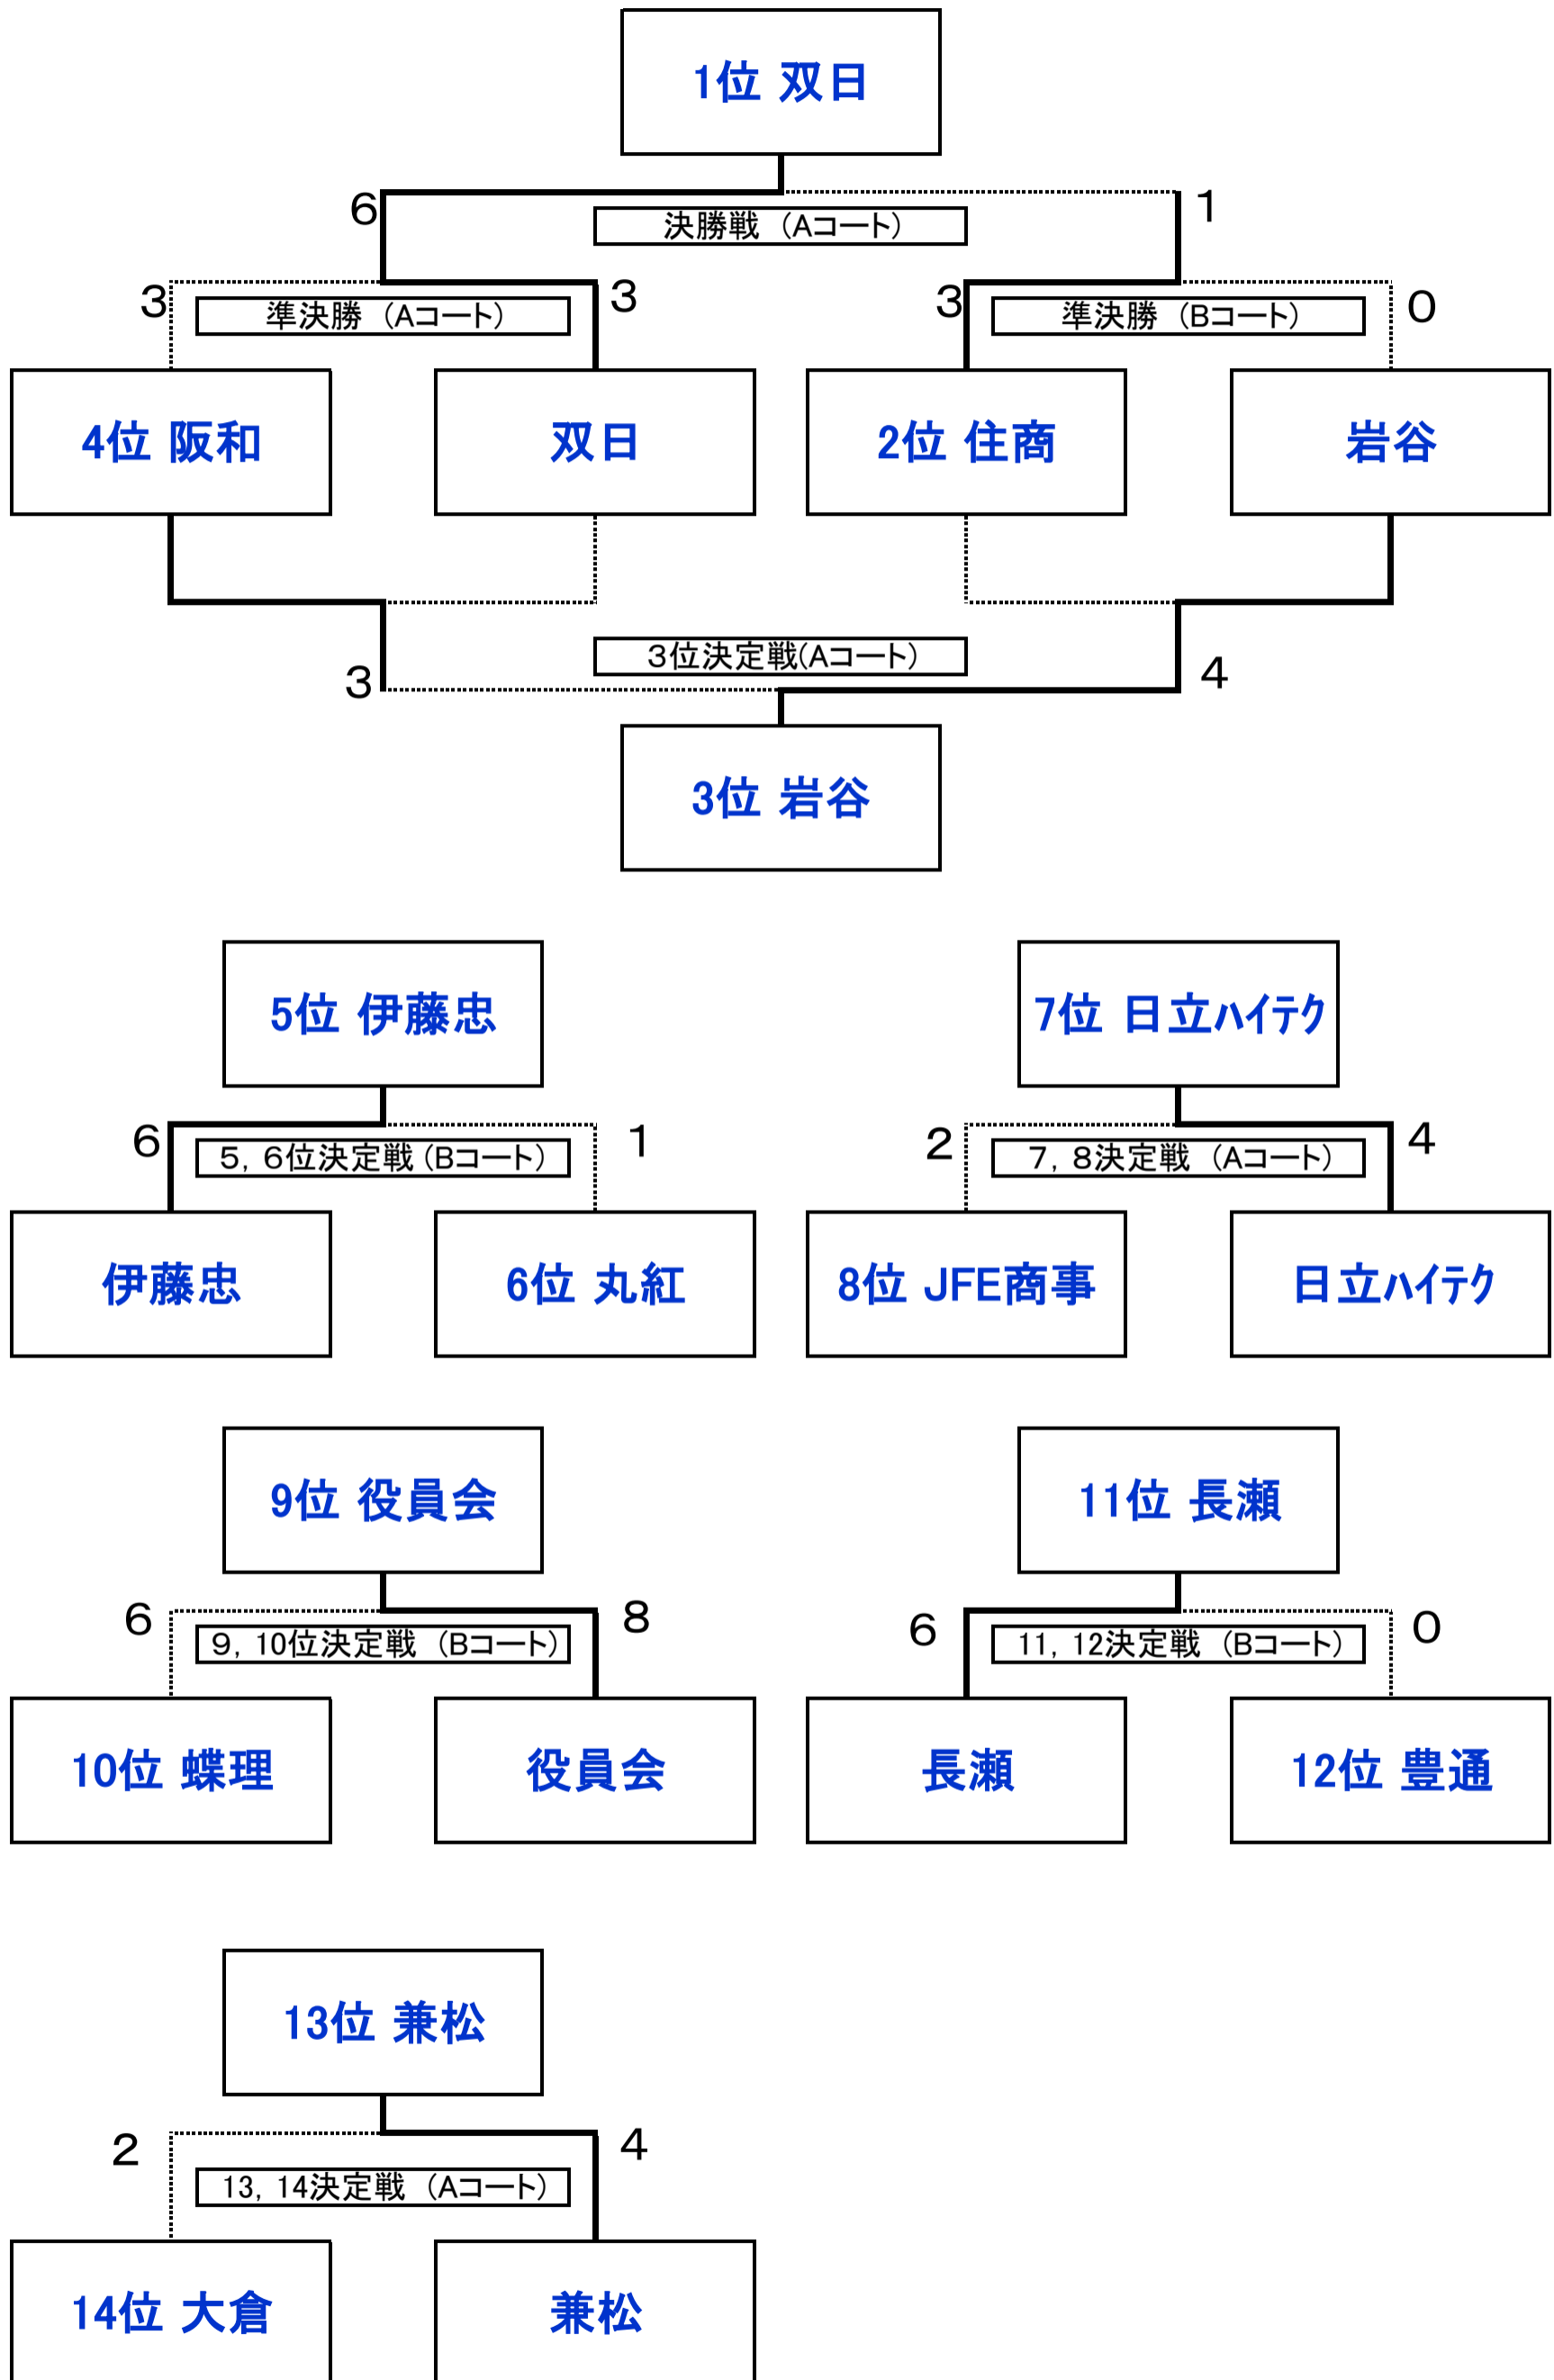 1位 双日
6
1
決勝戦 (Aコート)
3
3
3
0
準決勝 (Aコート)
準決勝 (Bコート)
4位 阪和
双日
2位 住商
岩谷
3位決定戦(Aコート)
3
4
3位 岩谷
5位 伊藤忠
7位 日立ハイテク
6
1
2
4
5, 6位決定戦 (Bコート)
7, 8決定戦 (Aコート)
伊藤忠
6位 丸紅
8位 JFE商事
日立ハイテク
9位 役員会
11位 長瀬
6
8
6
0
9, 10位決定戦 (Bコート)
11, 12決定戦 (Bコート)
10位 蝶理
役員会
長瀬
12位 豊通
13位 兼松
2
4
13, 14決定戦 (Aコート)
14位 大倉
兼松